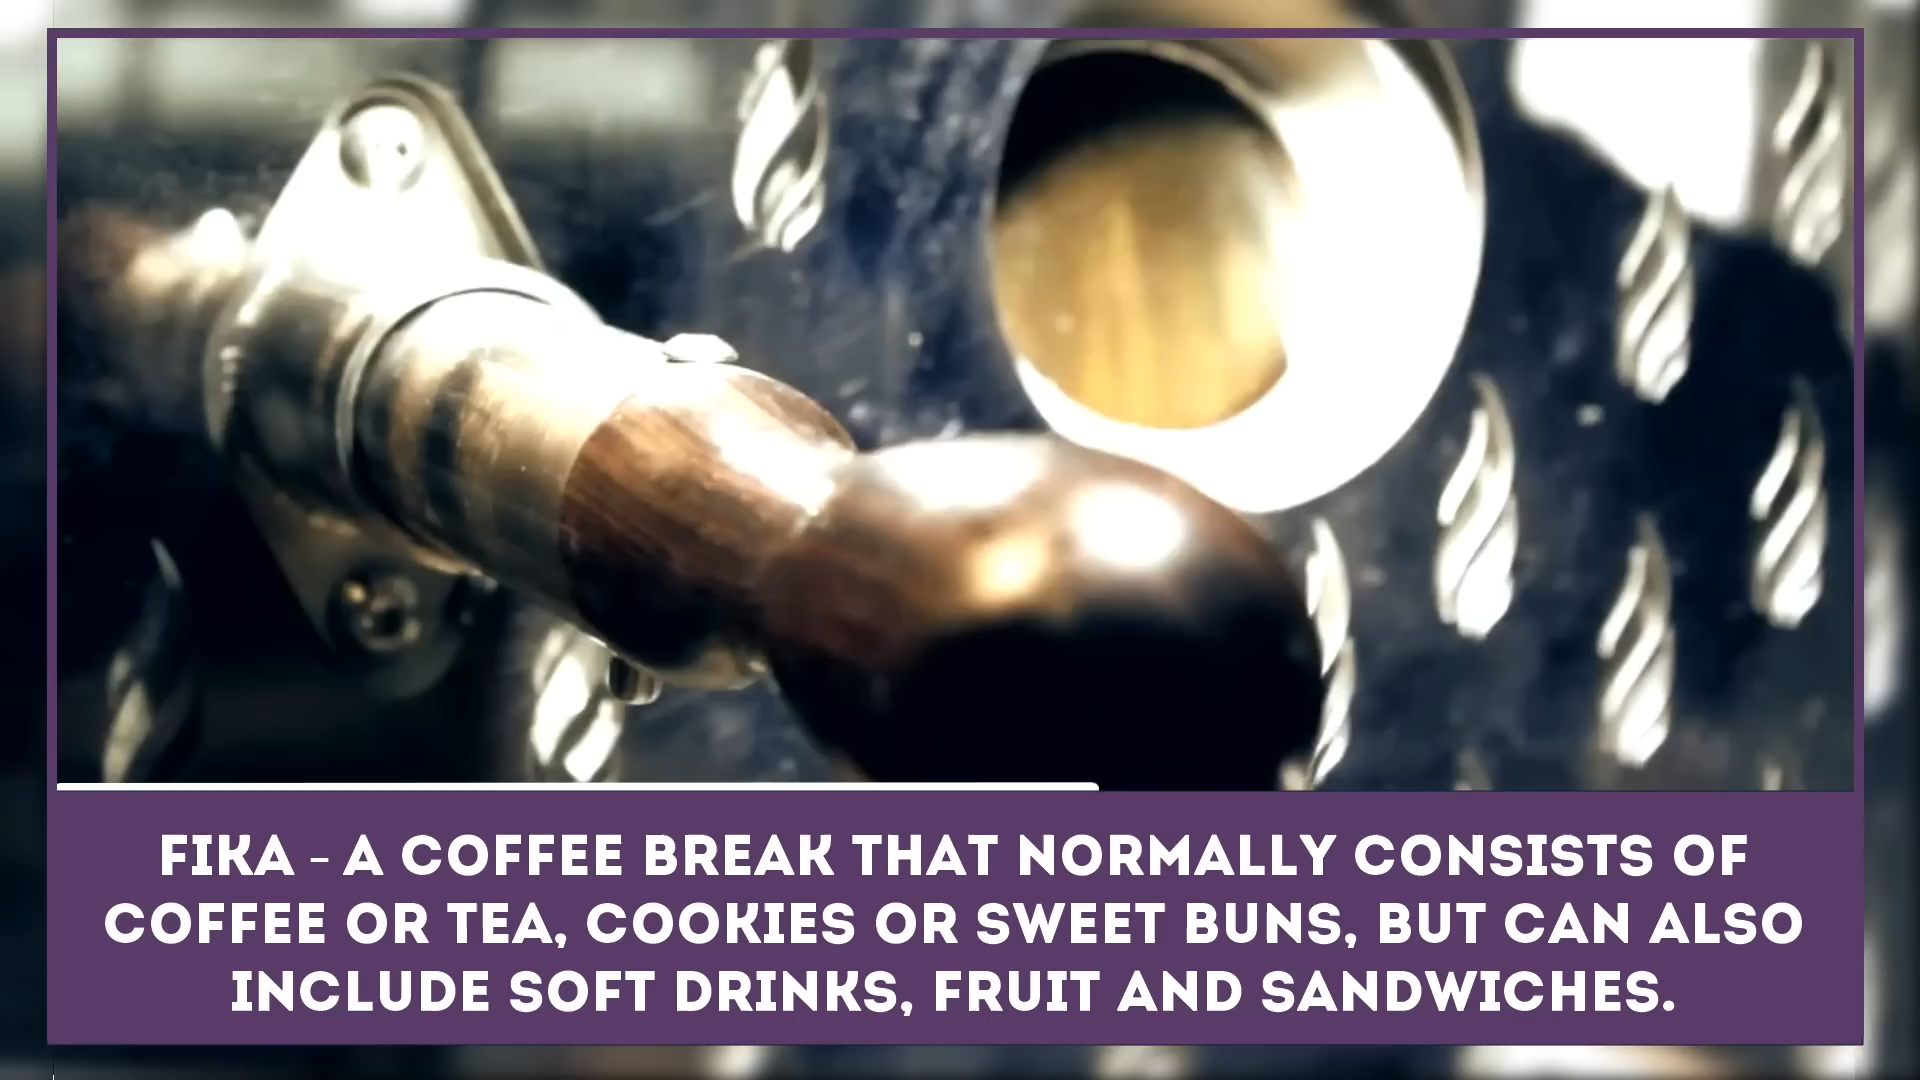 FIKA - A COFFEE BREAK THAT NORMALLY CONSISTS OF
COFFEE OR TEA, COOKIES OR SWEET BUNS, BUT CAN ALSO
INCLUDE SOFT DRINKS, FRUIT AND SANDWICHES.